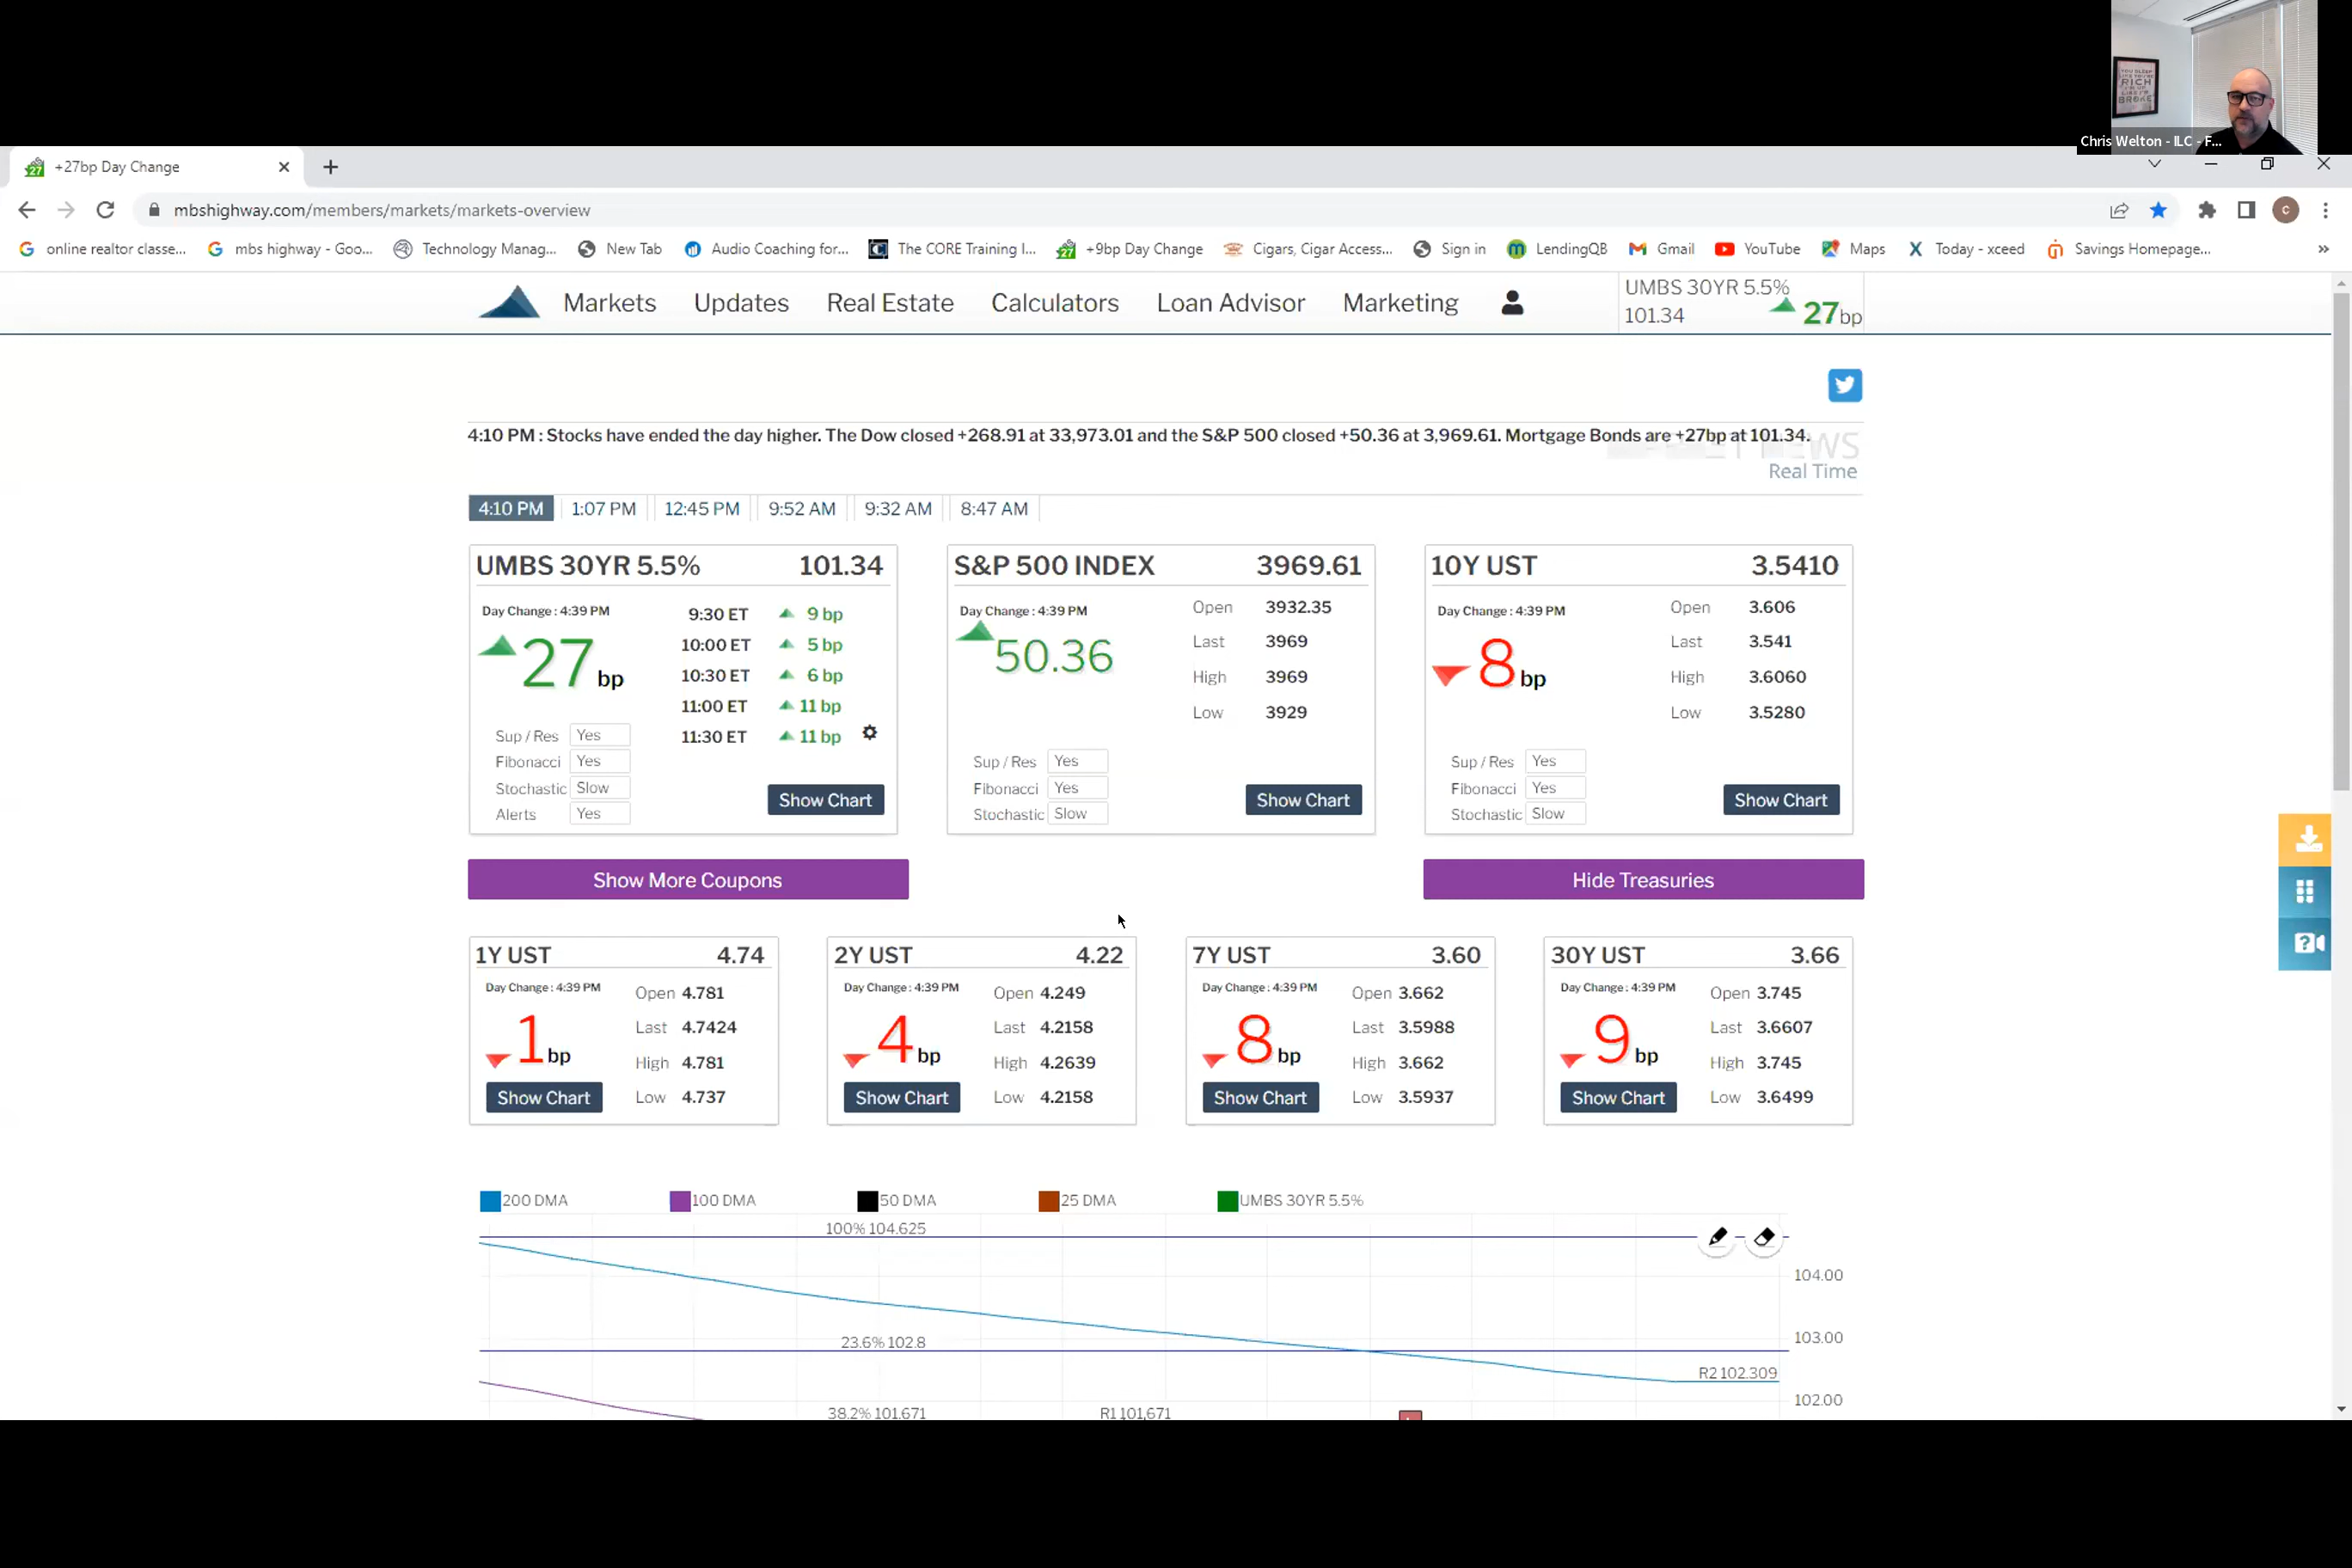 YOU SLEEP
RICH
BROKE
Chris Welton - ILC - F...
+27bp Day Change
mbshighway.com/members/markets/markets-overview
C
online realtor classe...
mbs highway - Goo...
Technology Manag...
New Tab
Audio Coaching for...
The CORE Training I...
+9bp Day Change
Cigars, Cigar Access...
Sign in
LendingQB
Gmail
YouTube
Maps
Today - xceed
Savings Homepage...
»
Markets Updates Real Estate Calculators Loan Advisor Marketing
UMBS 30YR 5.5%
101.34 27bp
4:10 PM : Stocks have ended the day higher. The Dow closed +268.91 at 33,973.01 and the S&P 500 closed +50.36 at 3,969.61. Mortgage Bonds are +27bp at 101.34.
Real Time
4:10 PM 1:07 PM 12:45 PM 9:52 AM 9:32 AM 8:47 AM
UMBS 30YR 5.5% 101.34
Day Change : 4:39 PM
27 bp
9:30 ET 9 bp
10:00 ET 5 bp
10:30 ET 6 bp
11:00 ET 11 bp
11:30 ET 11 bp
Sup / Res Yes
Fibonacci Yes
Stochastic Slow
Alerts Yes
Show Chart
S&P 500 INDEX 3969.61
Day Change : 4:39 PM
50.36
Open 3932.35
Last 3969
High 3969
Low 3929
Sup / Res Yes
Fibonacci Yes
Stochastic Slow
Show Chart
10Y UST 3.5410
Day Change : 4:39 PM
8 bp
Open 3.606
Last 3.541
High 3.6060
Low 3.5280
Sup / Res Yes
Fibonacci Yes
Stochastic Slow
Show Chart
Show More Coupons
Hide Treasuries
1Y UST 4.74
Day Change : 4:39 PM
1 bp
Open 4.781
Last 4.7424
High 4.781
Low 4.737
Show Chart
2Y UST 4.22
Day Change : 4:39 PM
4 bp
Open 4.249
Last 4.2158
High 4.2639
Low 4.2158
Show Chart
7Y UST 3.60
Day Change : 4:39 PM
8 bp
Open 3.662
Last 3.5988
High 3.662
Low 3.5937
Show Chart
30Y UST 3.66
Day Change : 4:39 PM
9 bp
Open 3.745
Last 3.6607
High 3.745
Low 3.6499
Show Chart
200 DMA 100 DMA 50 DMA 25 DMA UMBS 30YR 5.5%
100% 104.625
104.00
23.6% 102.8
103.00
R2 102.309
102.00
38.2% 101.671
R1 101,671